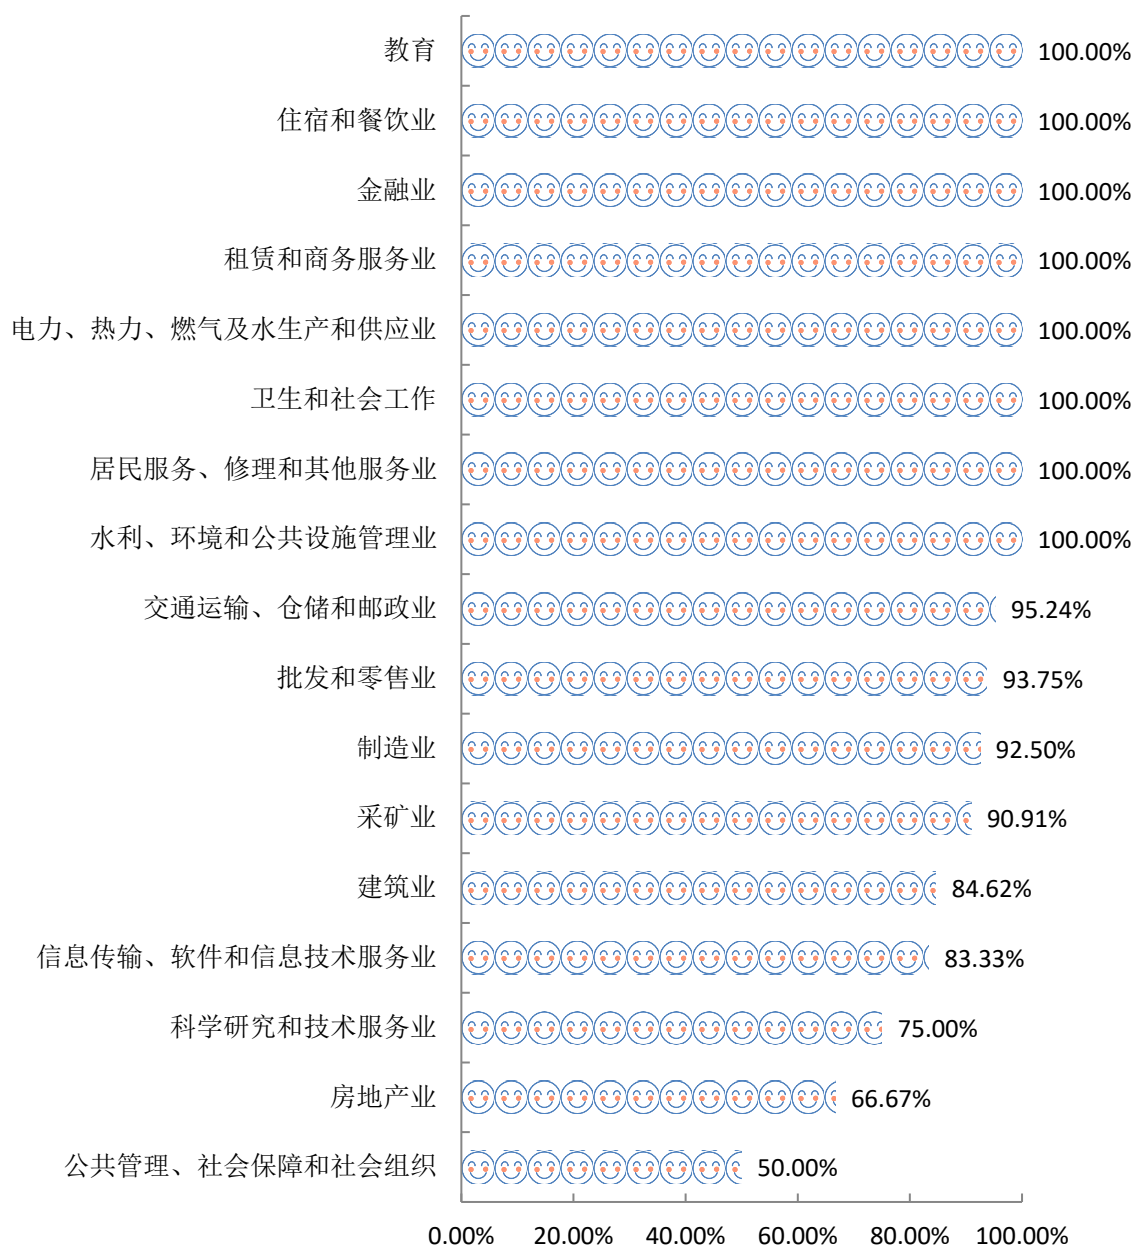 教育 100.00%
住宿和餐饮业 100.00%
金融业 100.00%
租赁和商务服务业 100.00%
电力、热力、燃气及水生产和供应业 100.00%
卫生和社会工作 100.00%
居民服务、修理和其他服务业 100.00%
水利、环境和公共设施管理业 100.00%
交通运输、仓储和邮政业 95.24%
批发和零售业 93.75%
制造业 92.50%
采矿业 90.91%
建筑业 84.62%
信息传输、软件和信息技术服务业 83.33%
科学研究和技术服务业 75.00%
房地产业 66.67%
公共管理、社会保障和社会组织 50.00%
0.00% 20.00% 40.00% 60.00% 80.00% 100.00%